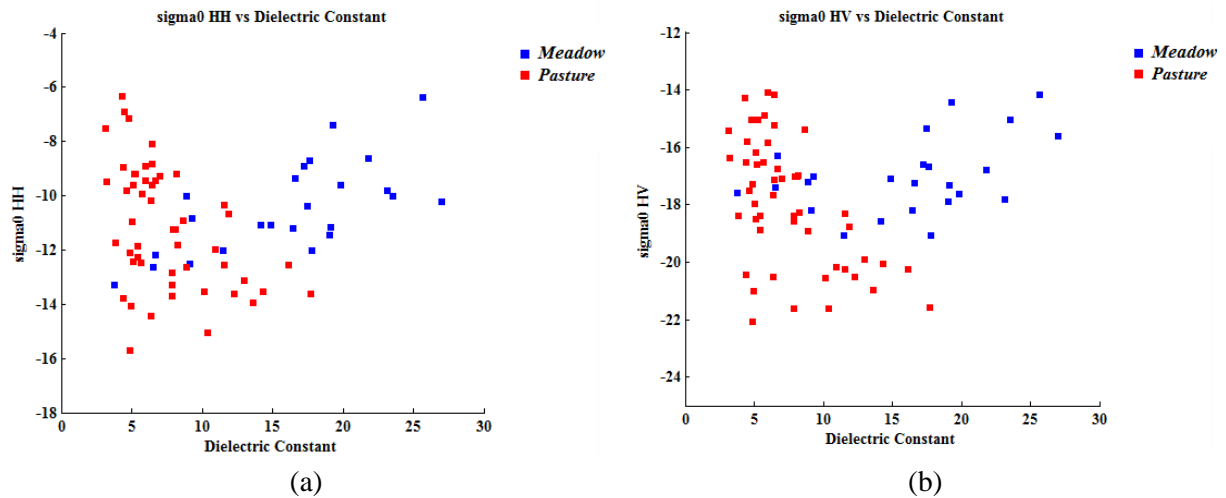 sigma0 HH vs Dielectric Constant
-4
-6
-8
-10
-12
-14
-16
-18
sigma0 HH
0 5 10 15 20 25 30
Dielectric Constant
Meadow
Pasture
(a)
sigma0 HV vs Dielectric Constant
-12
-14
-16
-18
-20
-22
-24
sigma0 HV
0 5 10 15 20 25 30
Dielectric Constant
Meadow
Pasture
(b)